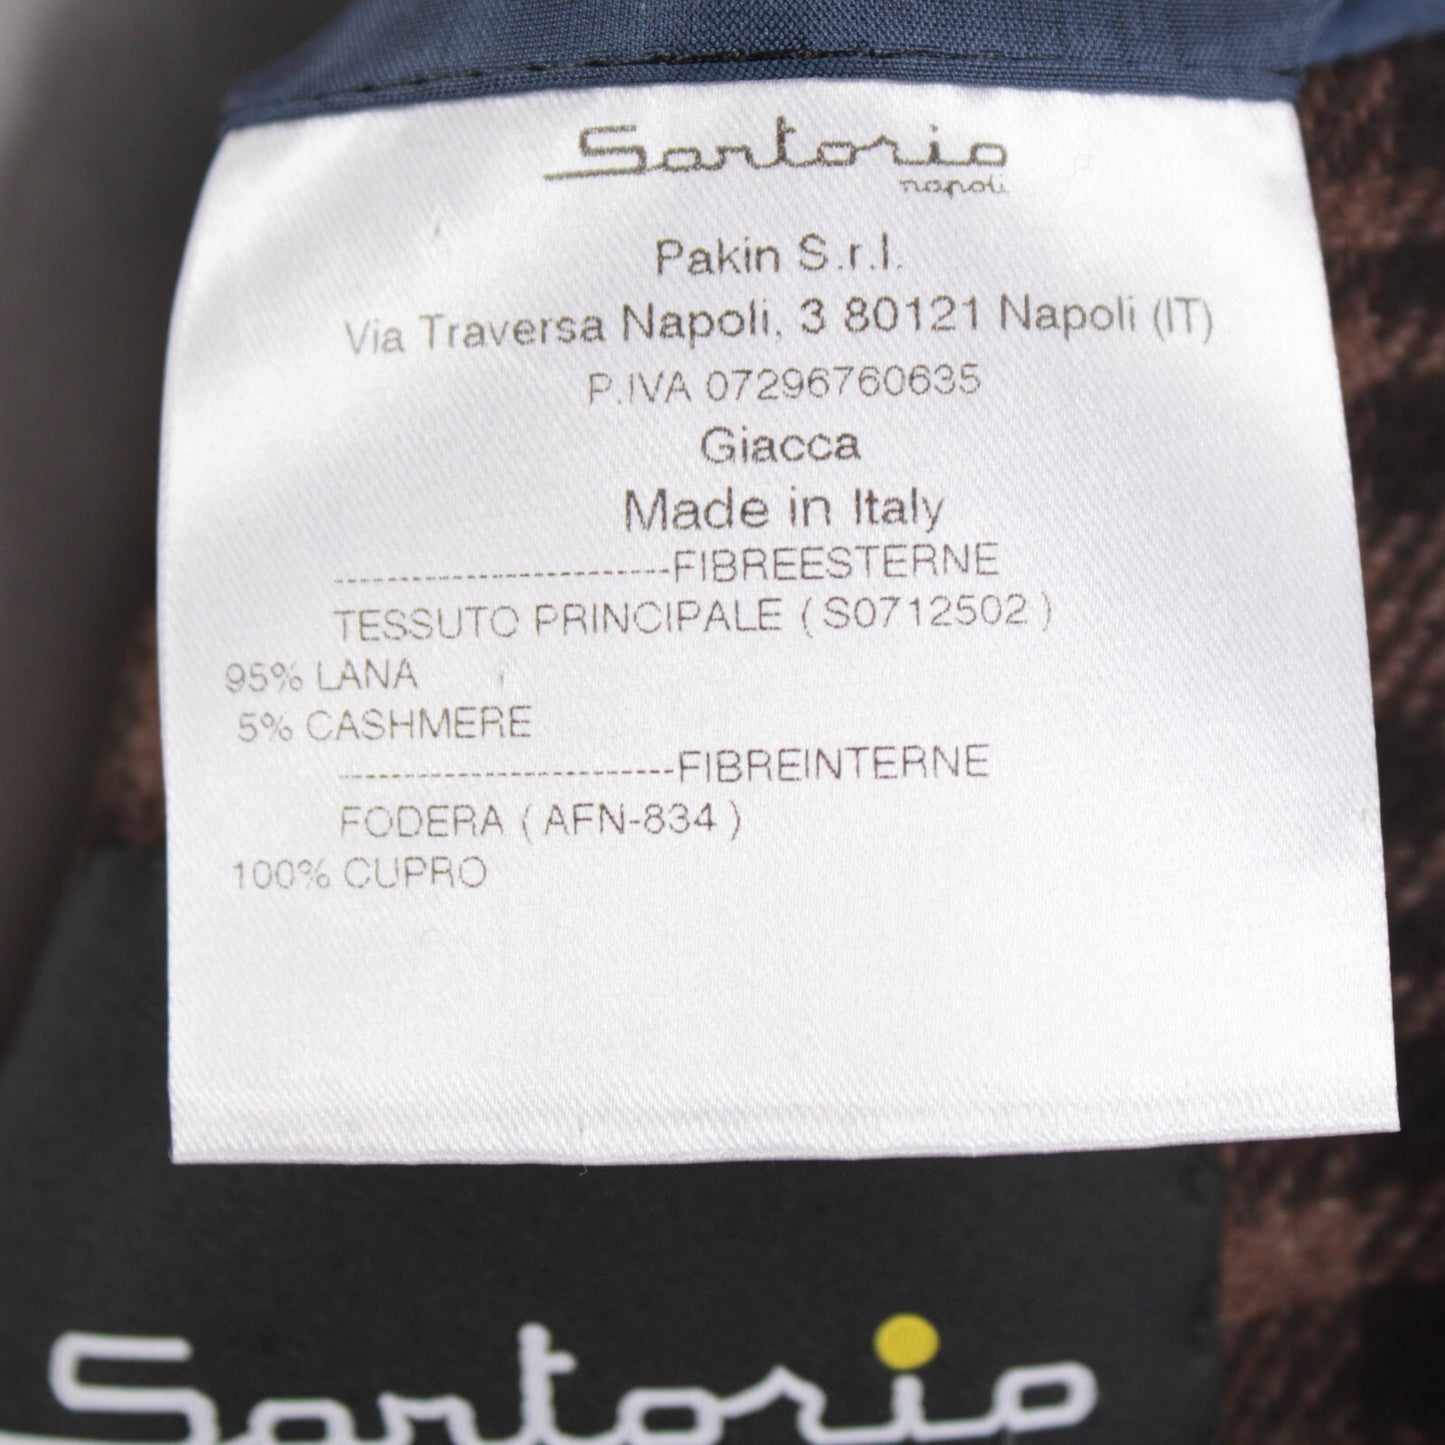 Sartorio
napoli
Pakin S.r.l.
Via Traversa Napoli, 3 80121 Napoli (IT)
P.IVA 07296760635
Giacca
Made in Italy
-------------------------FIBREESTERNE
TESSUTO PRINCIPALE ( S0712502 )
95% LANA
5% CASHMERE
-------------------------FIBREINTERNE
FODERA ( AFN-834 )
100% CUPRO
Sartorio